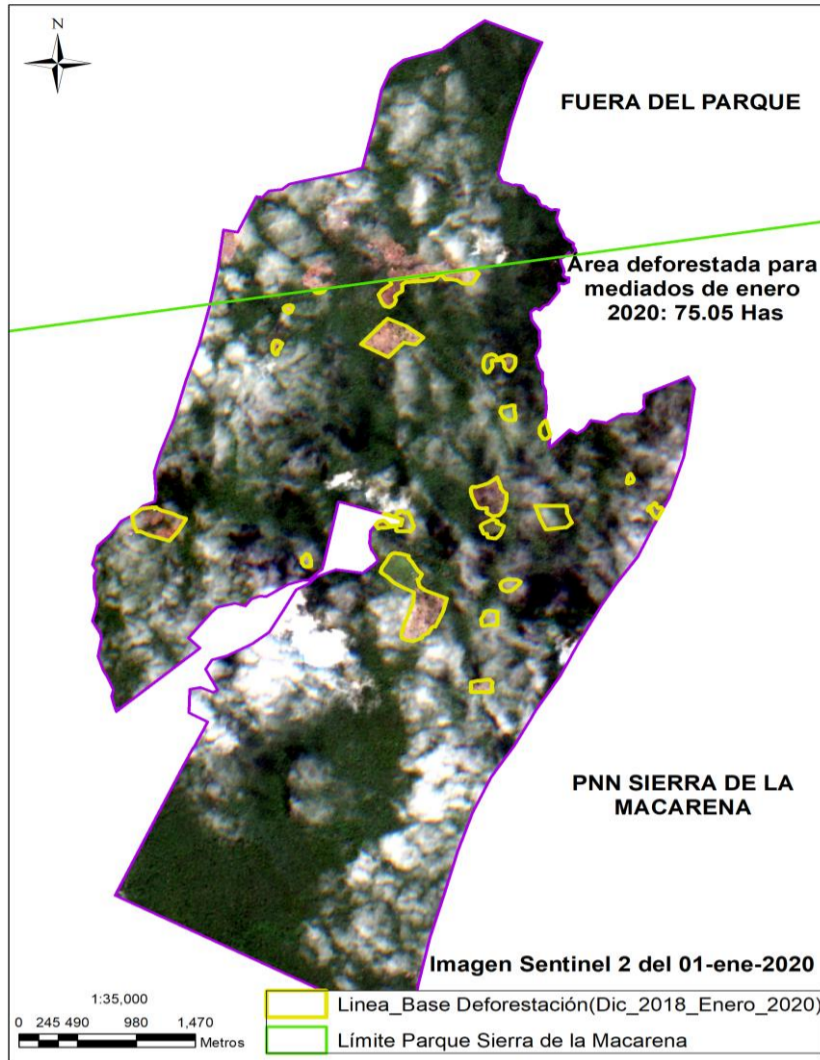 N
FUERA DEL PARQUE
Área deforestada para
mediados de enero
2020: 75.05 Has
PNN SIERRA DE LA
MACARENA
Imagen Sentinel 2 del 01-ene-2020
1:35,000
0 245 490 980 1,470
Metros
Linea_Base Deforestación(Dic_2018_Enero_2020)
Límite Parque Sierra de la Macarena